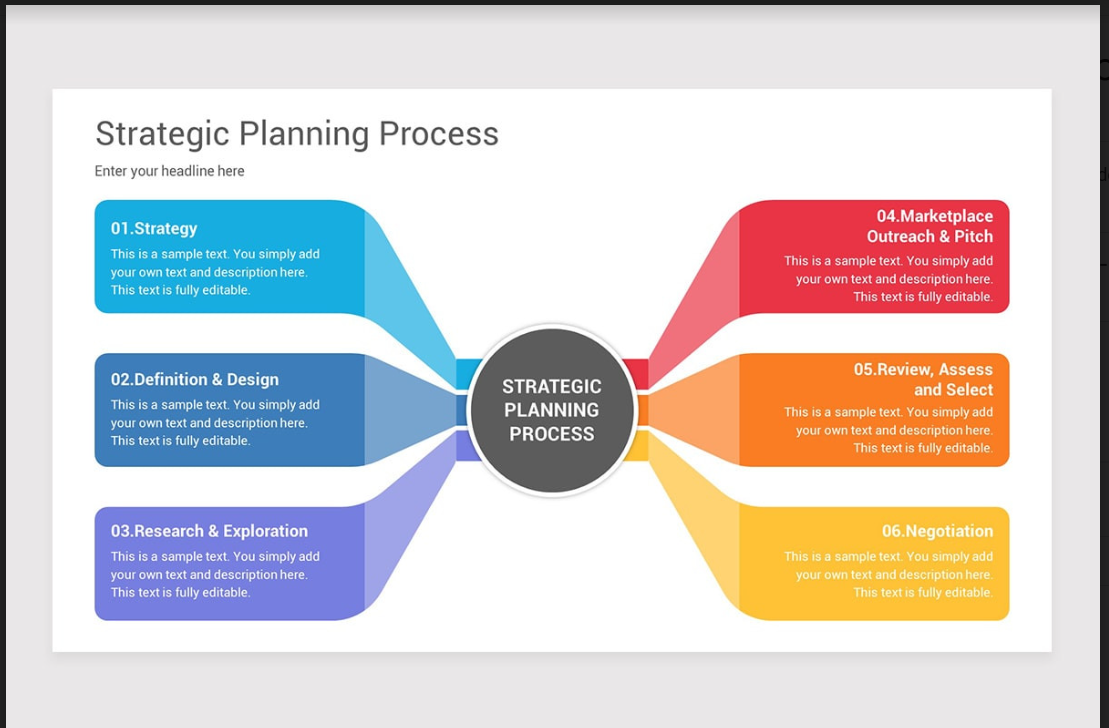 Strategic Planning Process
Enter your headline here
01.Strategy
This is a sample text. You simply add
your own text and description here.
This text is fully editable.
02.Definition & Design
This is a sample text. You simply add
your own text and description here.
This text is fully editable.
03.Research & Exploration
This is a sample text. You simply add
your own text and description here.
This text is fully editable.
STRATEGIC
PLANNING
PROCESS
04.Marketplace
Outreach & Pitch
This is a sample text. You simply add
your own text and description here.
This text is fully editable.
05.Review, Assess
and Select
This is a sample text. You simply add
your own text and description here.
This text is fully editable.
06.Negotiation
This is a sample text. You simply add
your own text and description here.
This text is fully editable.